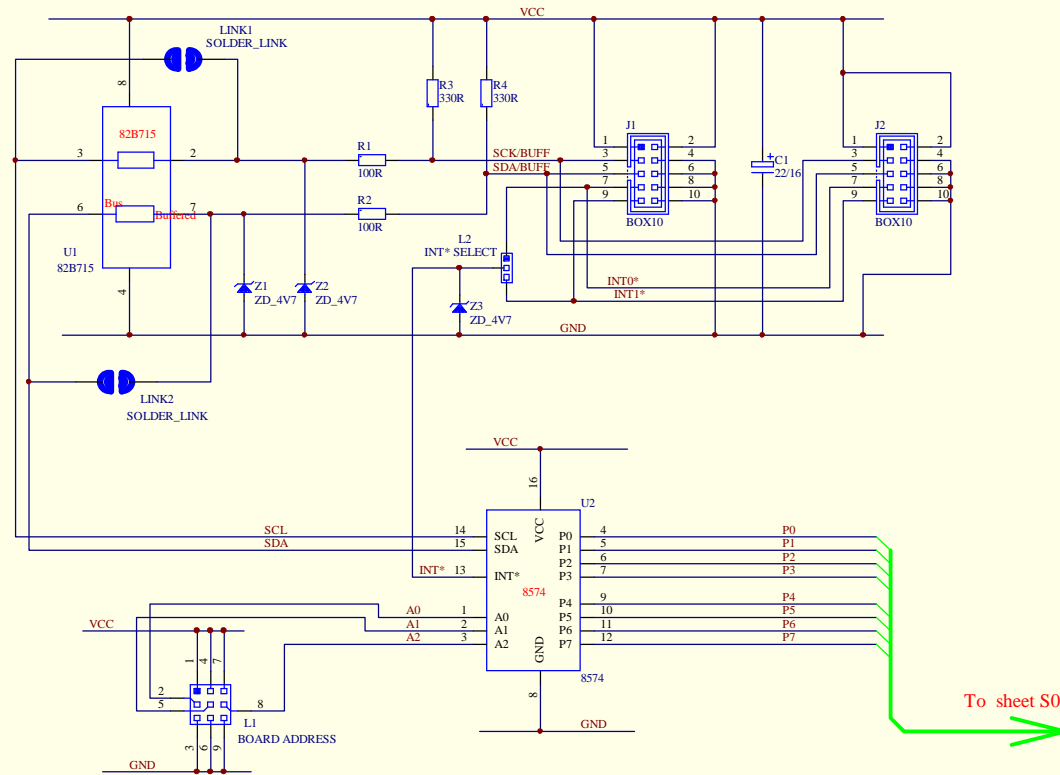 VCC
LINK1
SOLDER_LINK
8
82B715
3
2
6
7
Bus
Buffered
U1
82B715
4
R1
100R
R2
100R
R3
330R
R4
330R
SCK/BUFF
SDA/BUFF
J1
1
2
3
4
5
6
7
8
9
10
BOX10
+
C1
22/16
J2
1
2
3
4
5
6
7
8
9
10
BOX10
L2
INT* SELECT
INT0*
INT1*
Z1
ZD_4V7
Z2
ZD_4V7
Z3
ZD_4V7
GND
LINK2
SOLDER_LINK
VCC
16
U2
SCL
14
SCL
VCC
P0
4
P0
SDA
15
SDA
P1
5
P1
P2
6
P2
INT*
13
INT*
P3
7
P3
8574
P4
9
P4
A0
1
A0
P5
10
P5
A1
2
A1
P6
11
P6
A2
3
A2
GND
P7
12
P7
8
8574
GND
VCC
1
4
7
2
5
8
L1
BOARD ADDRESS
3
6
9
GND
To sheet S0